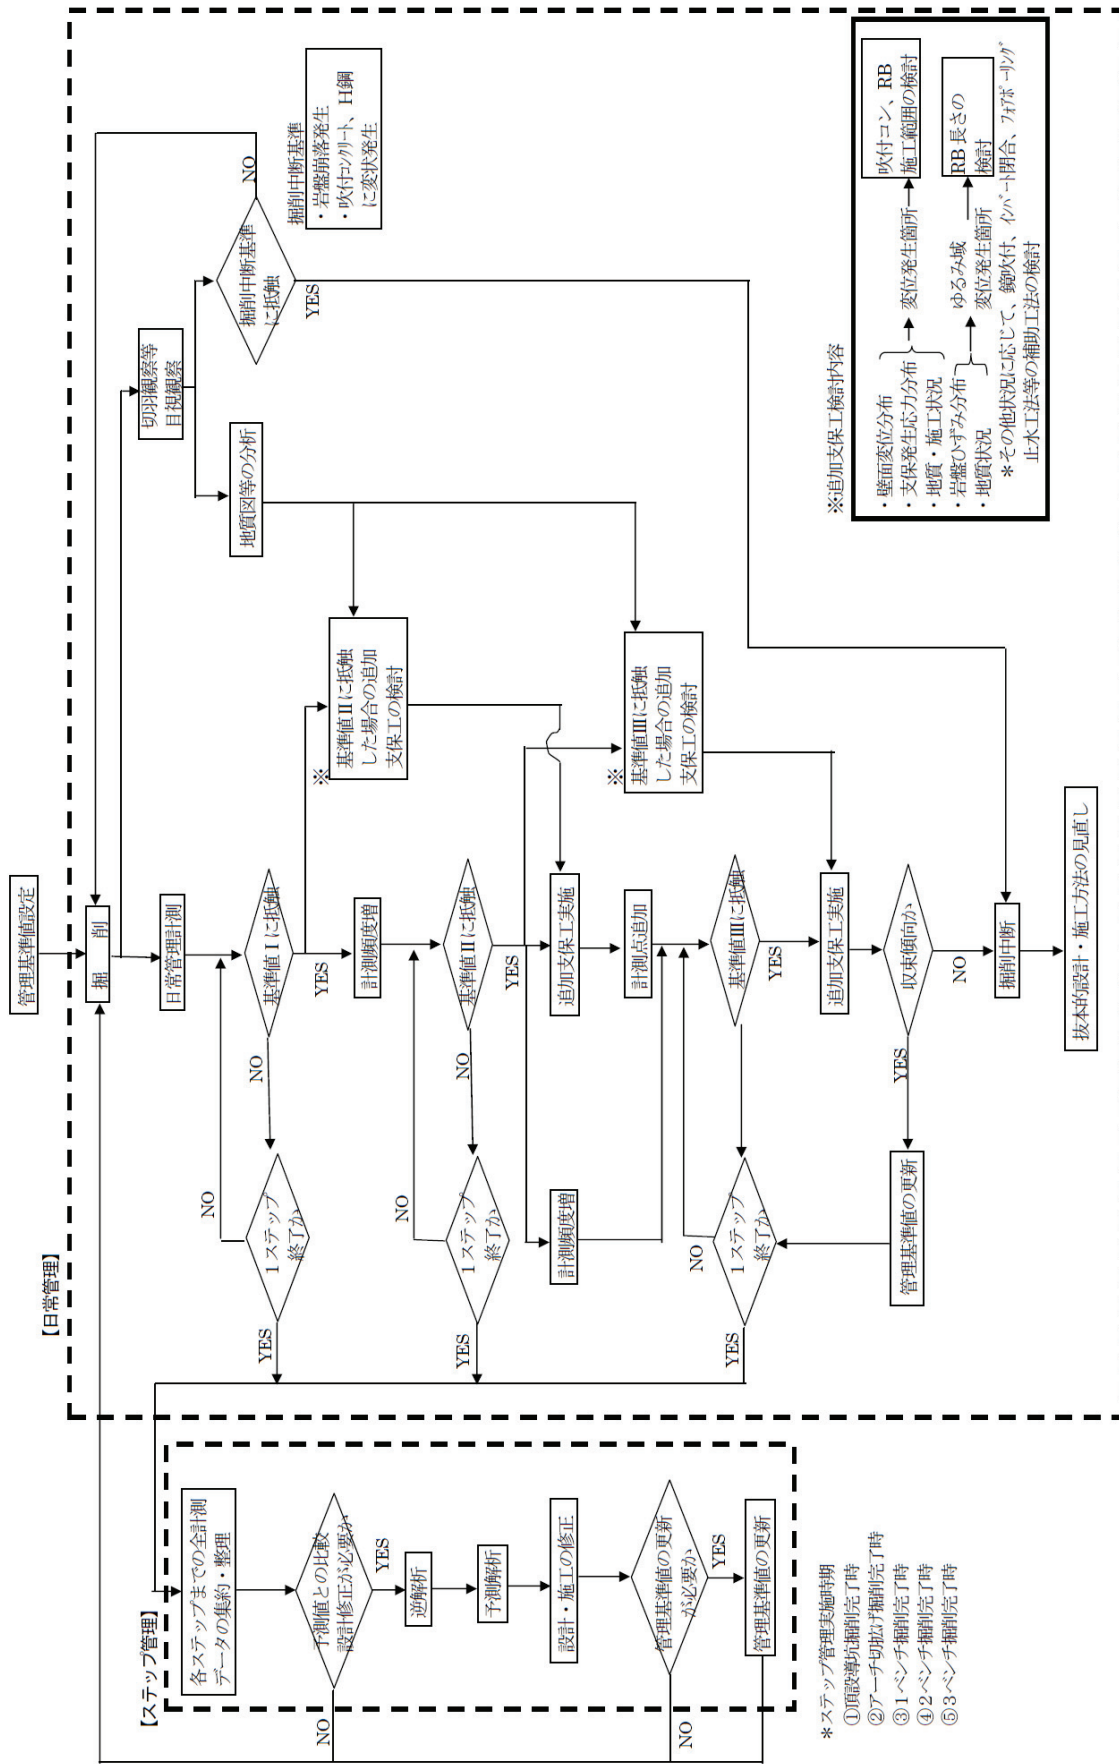 【ステップ管理】
各ステップまでの全計測
データの集約・整理
予測値との比較
設計修正が必要か
YES
NO
逆解析
予測解析
設計・施工の修正
管理基準値の更新
が必要か
YES
NO
管理基準値の更新
*ステップ管理実施時期
①頂設導坑掘削完了時
②アーチ切拡げ掘削完了時
③1ベンチ掘削完了時
④2ベンチ掘削完了時
⑤3ベンチ掘削完了時
【日常管理】
管理基準値設定
掘 削
日常管理計測
基準値Ⅰに抵触
NO
YES
1ステップ
終了か
NO
YES
計測頻度増
基準値Ⅱに抵触
NO
YES
1ステップ
終了か
NO
YES
計測頻度増
追加支保工実施
計測点追加
基準値Ⅲに抵触
YES
1ステップ
終了か
NO
YES
追加支保工実施
収束傾向か
YES
NO
管理基準値の更新
掘削中断
抜本的設計・施工方法の見直し
※
基準値Ⅱに抵触
した場合の追加
支保工の検討
※
基準値Ⅲに抵触
した場合の追加
支保工の検討
切羽観察等
目視観察
地質図等の分析
掘削中断基準
に抵触
NO
YES
掘削中断基準
・岩盤崩落発生
・吹付コンクリート、H鋼
に変状発生
※追加支保工検討内容
・壁面変位分布
・支保発生応力分布
・地質・施工状況
変位発生箇所
吹付コン、RB
施工範囲の検討
・岩盤ひずみ分布
・地質状況
ゆるみ域
変位発生箇所
RB長さの
検討
*その他状況に応じて、鏡吹付、インバート閉合、フォアポーリング
止水工法等の補助工法の検討